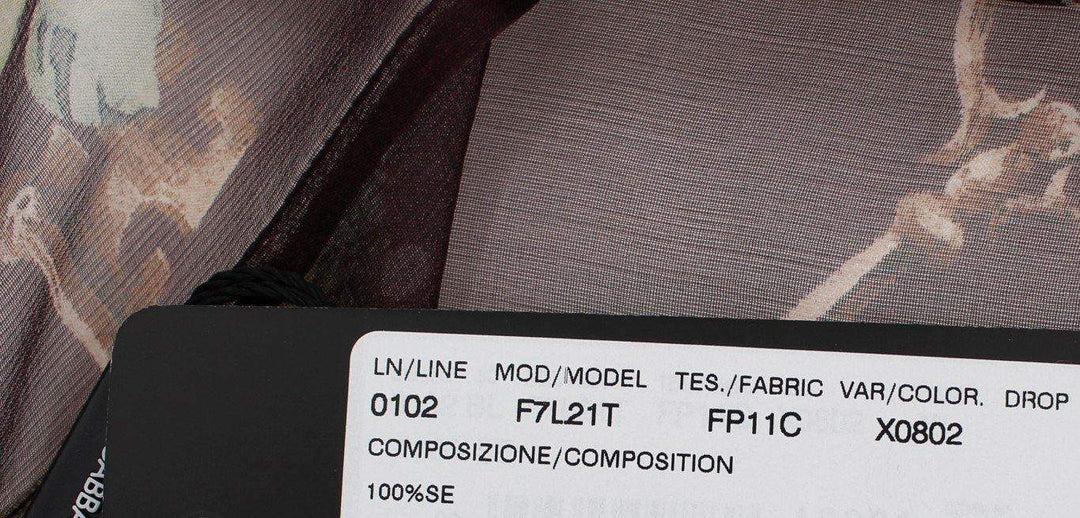 LN/LINE MOD/MODEL TES./FABRIC VAR/COLOR. DROP
0102 F7L21T FP11C X0802
COMPOSIZIONE/COMPOSITION
100%SE